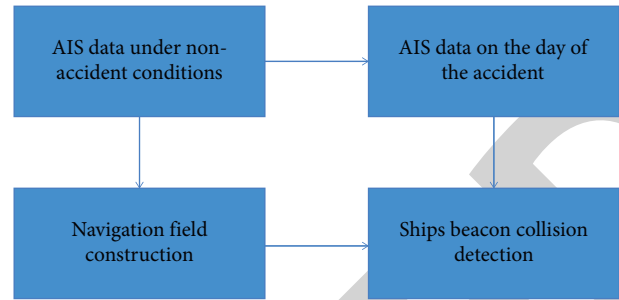 AIS data under non-
accident conditions
AIS data on the day of
the accident
Navigation field
construction
Ships beacon collision
detection